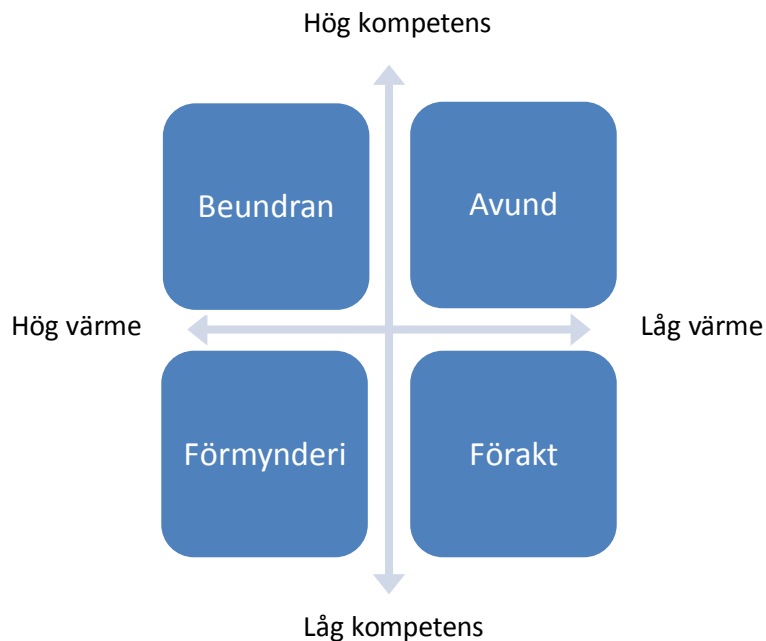 Hög kompetens
Beundran
Avund
Hög värme
Låg värme
Förmynderi
Förakt
Låg kompetens